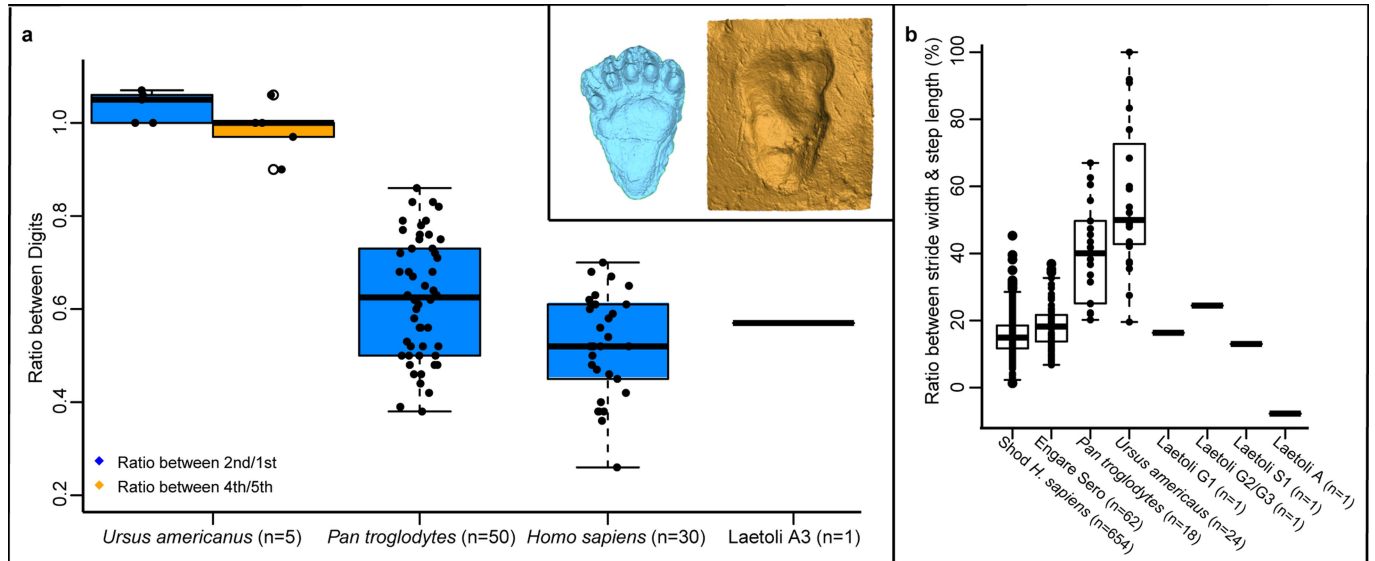 a
Ratio between Digits
1.0
0.8
0.6
0.4
0.2
Ratio between 2nd/1st
Ratio between 4th/5th
Ursus americanus (n=5)
Pan troglodytes (n=50)
Homo sapiens (n=30)
Laetoli A3 (n=1)
b
Ratio between stride width & step length (%)
100
80
60
40
20
0
Shod H. sapiens (n=654)
Engare Sero (n=62)
Pan troglodytes (n=18)
Ursus americaus (n=24)
Laetoli G1 (n=1)
Laetoli G2/G3 (n=1)
Laetoli S1 (n=1)
Laetoli A (n=1)